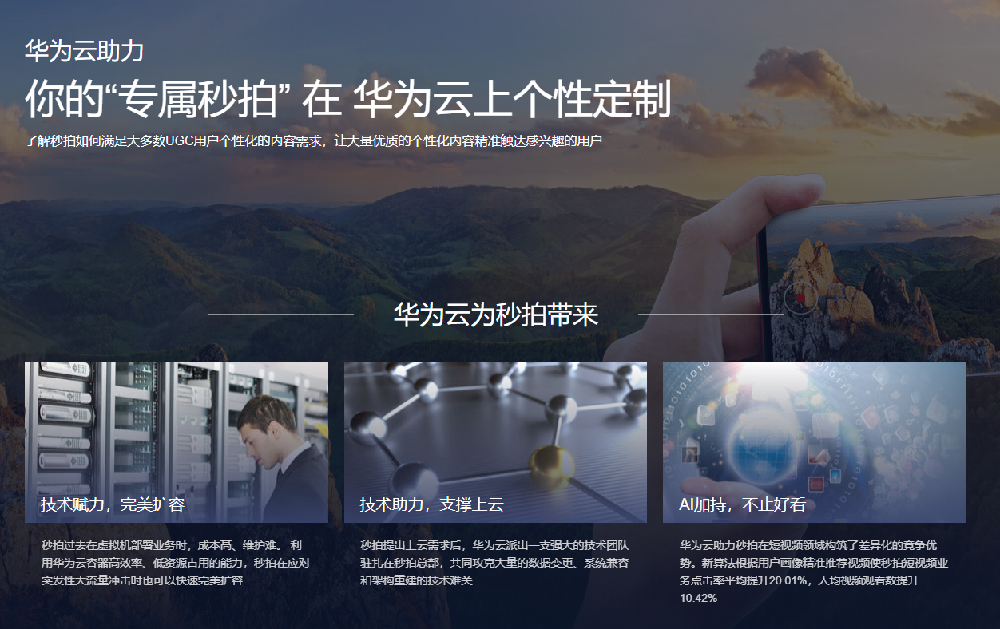 华为云助力
你的“专属秒拍” 在 华为云上个性定制
了解秒拍如何满足大多数UGC用户个性化的内容需求，让大量优质的个性化内容精准触达感兴趣的用户
华为云为秒拍带来
技术赋力，完美扩容
秒拍过去在虚拟机部署业务时，成本高、维护难。 利
用华为云容器高效率、低资源占用的能力，秒拍在应对
突发性大流量冲击时也可以快速完美扩容
技术助力，支撑上云
秒拍提出上云需求后，华为云派出一支强大的技术团队
驻扎在秒拍总部，共同攻克大量的数据变更、系统兼容
和架构重建的技术难关
AI加持，不止好看
华为云助力秒拍在短视频领域构筑了差异化的竞争优
势。新算法根据用户画像精准推荐视频使秒拍短视频业
务点击率平均提升20.01%，人均视频观看数提升
10.42%